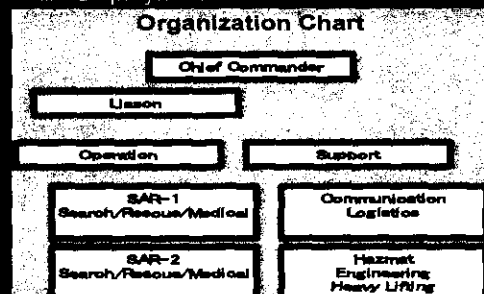 Organization Chart
Chief Commander
Liason
Operation
Support
SAR-1
Search/Rescue/Medical
Communication
Logistics
SAR-2
Search/Rescue/Medical
Hazmat
Engineering
Heavy Lifting